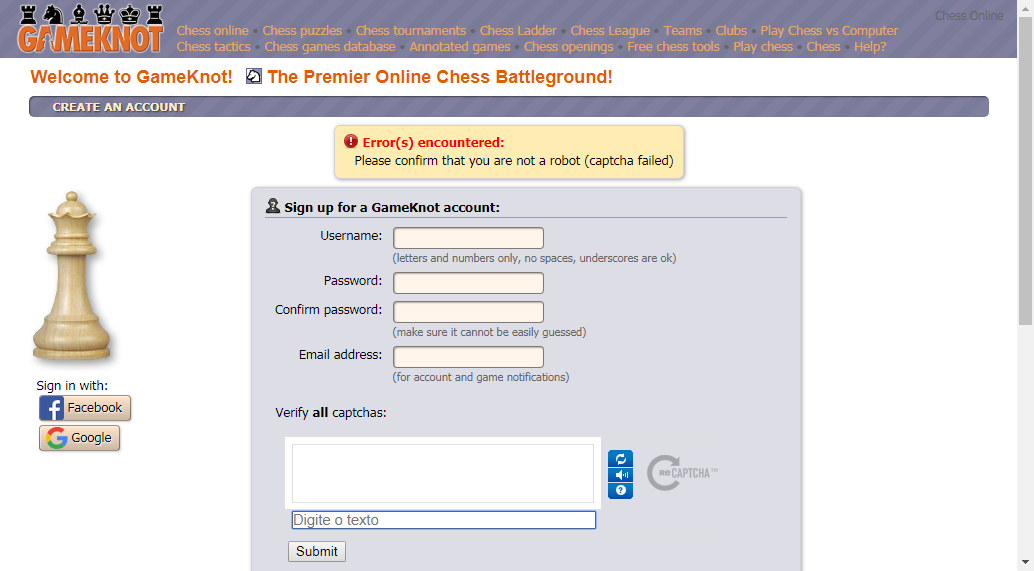 GAMEKNOT
Chess Online
Chess online • Chess puzzles • Chess tournaments • Chess Ladder • Chess League • Teams • Clubs • Play Chess vs Computer
Chess tactics • Chess games database • Annotated games • Chess openings • Free chess tools • Play chess • Chess • Help?
Welcome to GameKnot! The Premier Online Chess Battleground!
CREATE AN ACCOUNT
Error(s) encountered:
Please confirm that you are not a robot (captcha failed)
Sign up for a GameKnot account:
Username:
(letters and numbers only, no spaces, underscores are ok)
Password:
Confirm password:
(make sure it cannot be easily guessed)
Email address:
(for account and game notifications)
Sign in with:
Facebook
Google
Verify all captchas:
reCAPTCHA™
Digite o texto
Submit